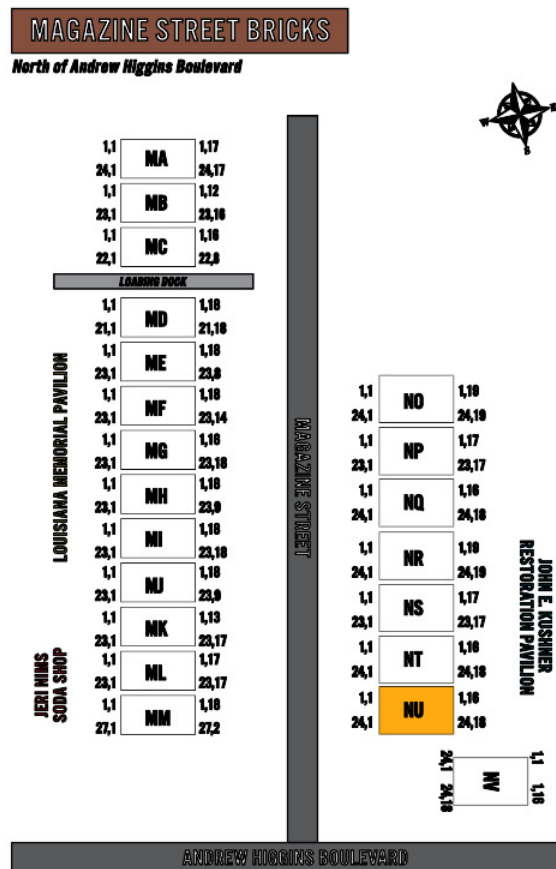 MAGAZINE STREET BRICKS
North of Andrew Higgins Boulevard
N
W
E
S
1,1 MA 1,17
24,1 24,17
1,1 MB 1,12
23,1 23,16
1,1 MC 1,16
22,1 22,8
LOADING DOCK
1,1 MD 1,18
21,1 21,18
1,1 ME 1,18
23,1 23,8
1,1 MF 1,18
23,1 23,14
1,1 MG 1,16
23,1 23,18
1,1 MH 1,18
23,1 23,9
1,1 MI 1,18
23,1 23,18
1,1 MJ 1,18
23,1 23,9
1,1 MK 1,13
23,1 23,17
1,1 ML 1,17
23,1 23,17
1,1 MM 1,18
27,1 27,2
LOUISIANA MEMORIAL PAVILION
JERI NIMS
SODA SHOP
MAGAZINE STREET
1,1 NO 1,19
24,1 24,19
1,1 NP 1,17
23,1 23,17
1,1 NQ 1,16
24,1 24,18
1,1 NR 1,19
24,1 24,19
1,1 NS 1,17
23,1 23,17
1,1 NT 1,16
24,1 24,18
1,1 NU 1,16
24,1 24,18
JOHN E. KUSHNER
RESTORATION PAVILION
24,1 NV 1,1
24,18 1,16
ANDREW HIGGINS BOULEVARD